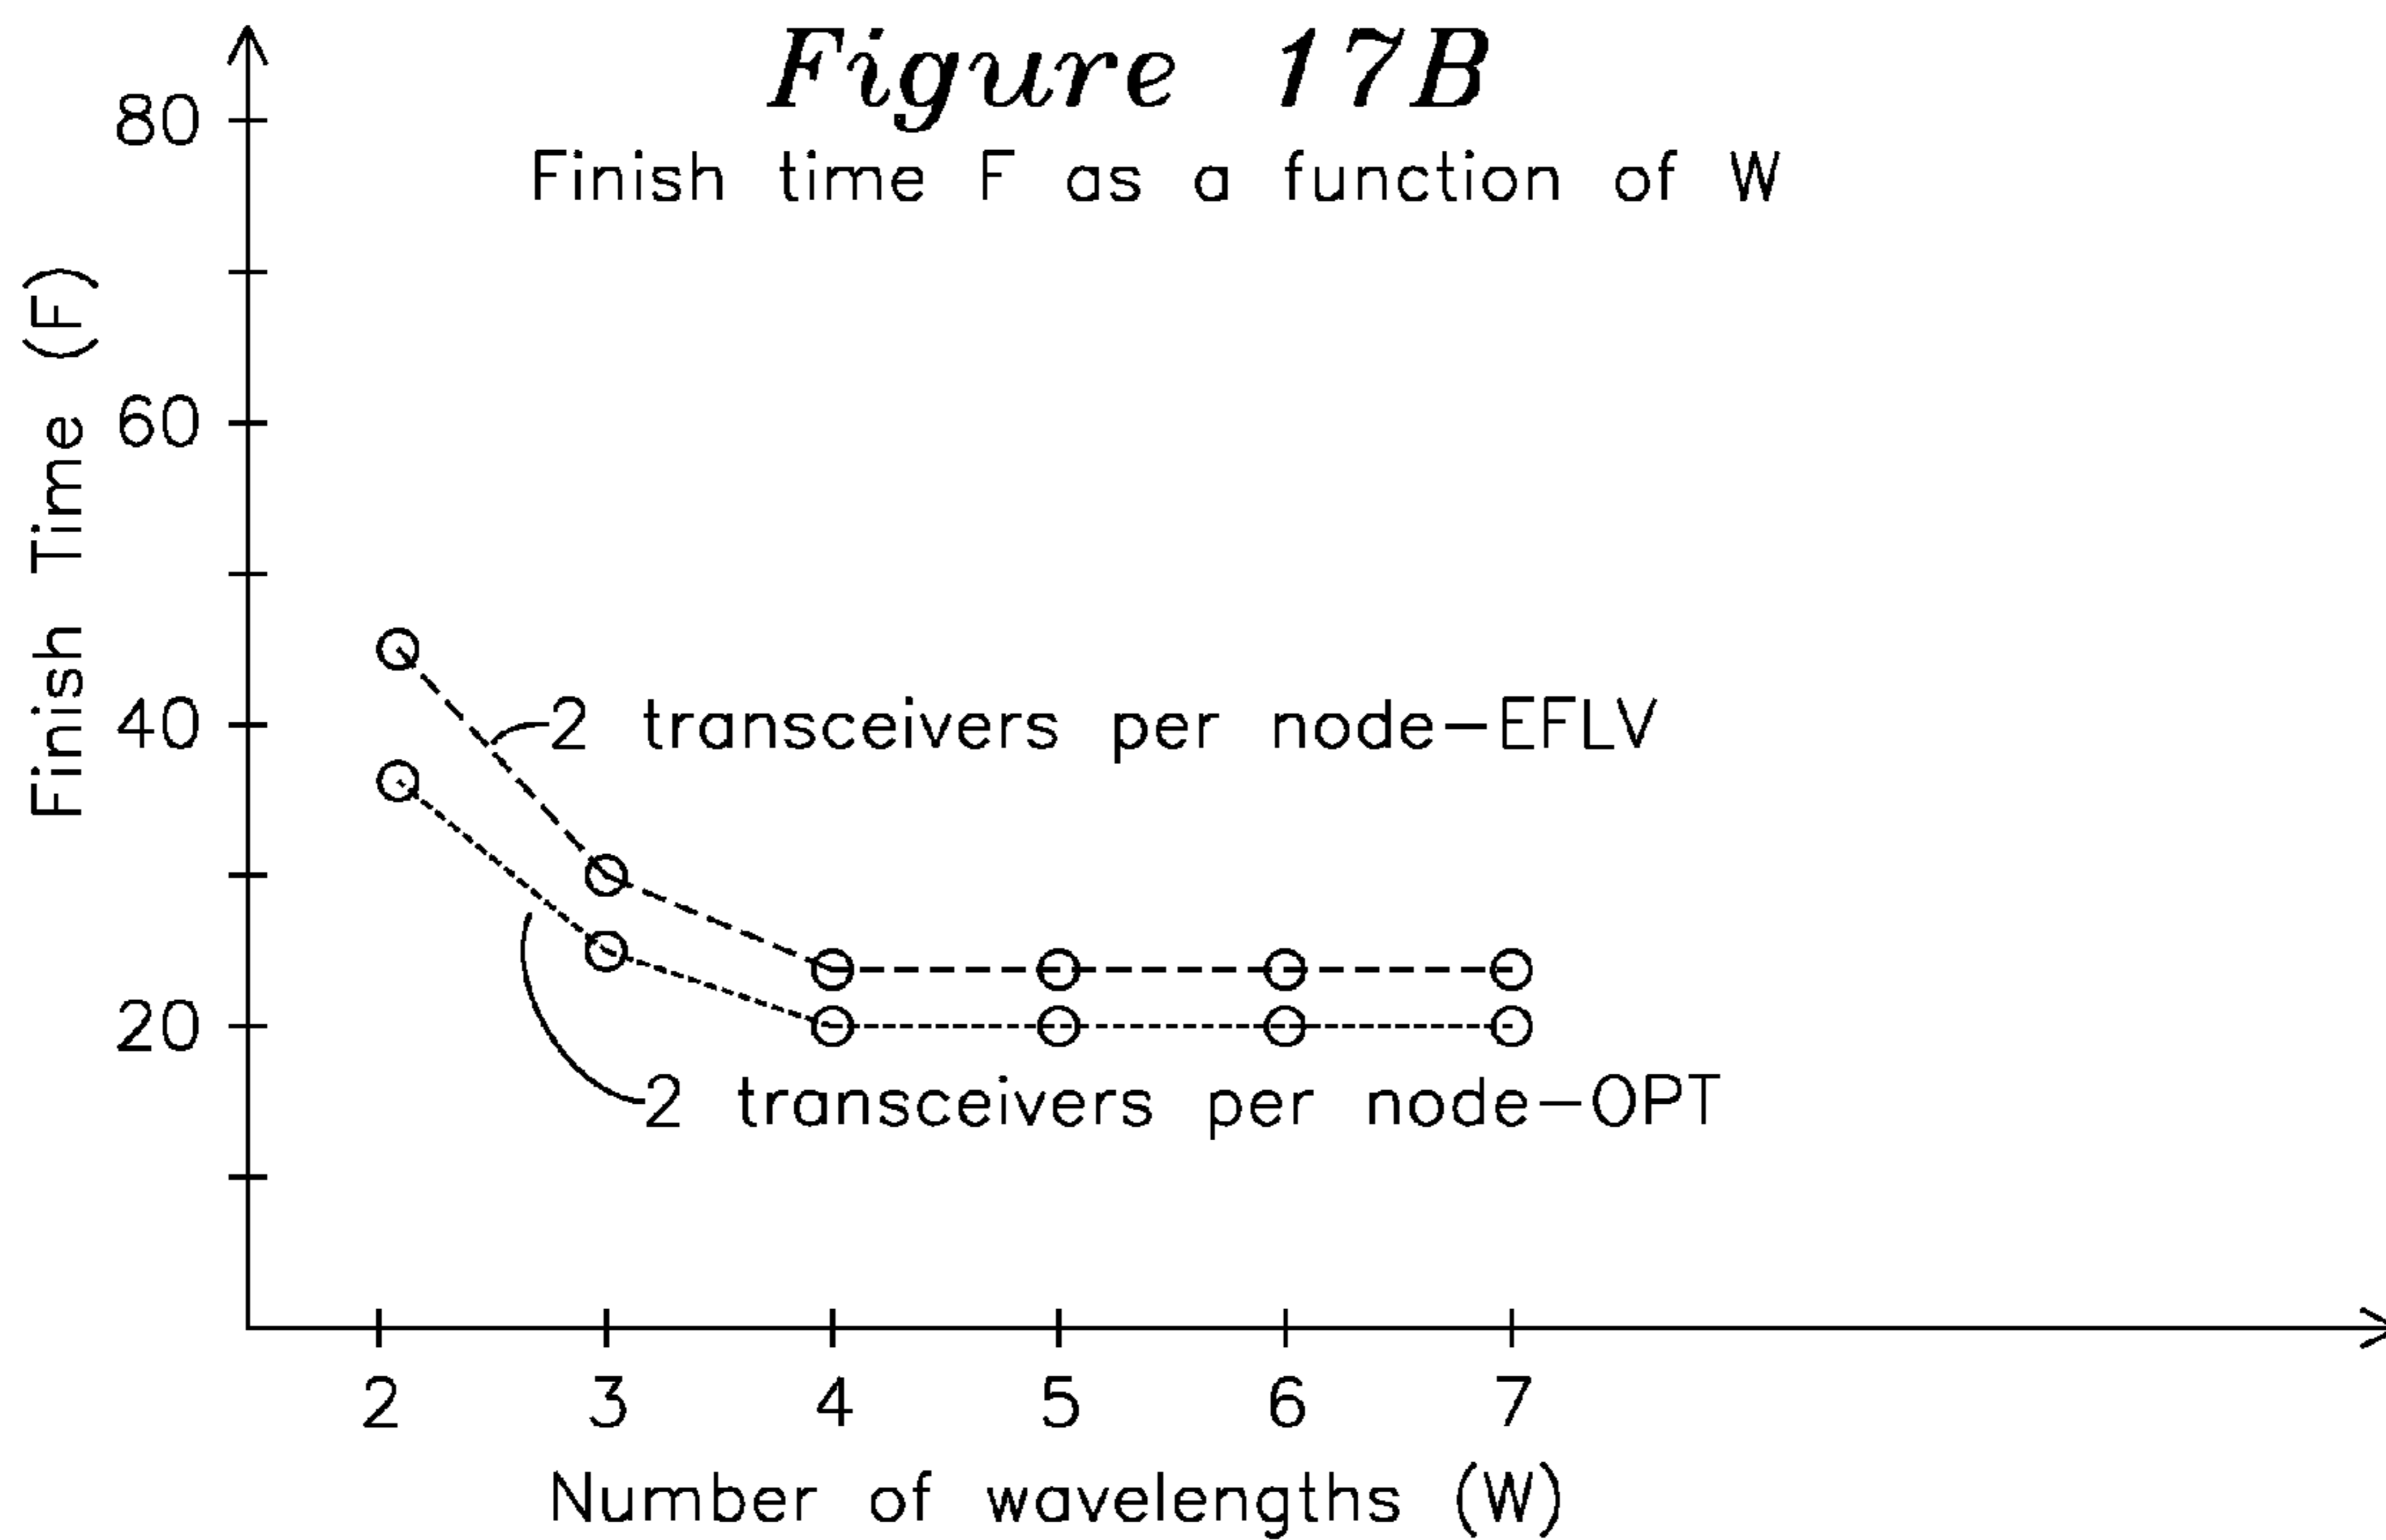 Figure 17B
Finish time F as a function of W
Finish Time (F)
80
60
40
20
2 transceivers per node-EFLV
2 transceivers per node-OPT
2 3 4 5 6 7
Number of wavelengths (W)